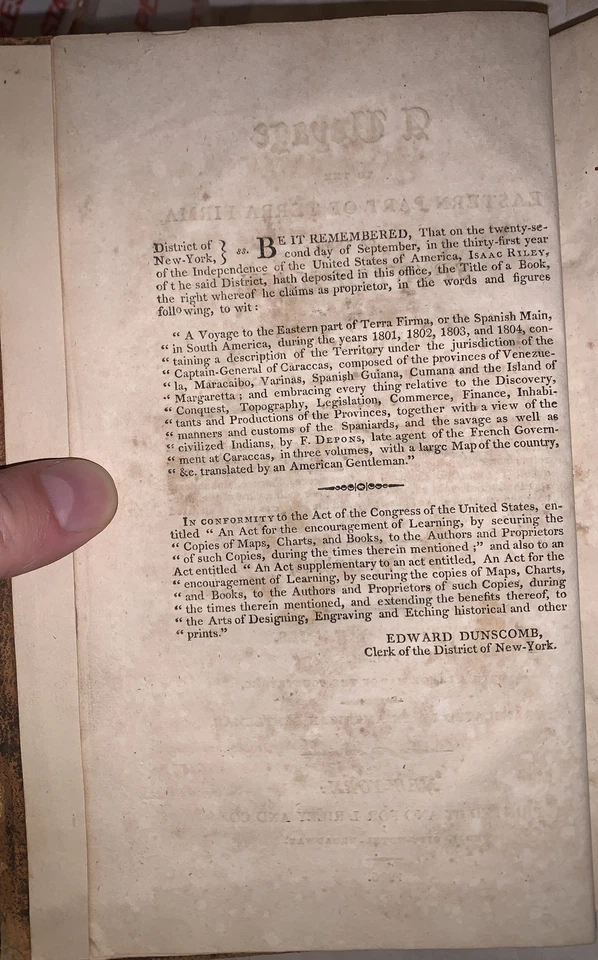 District of } ss. BE IT REMEMBERED, That on the twenty-se-
New-York, } cond day of September, in the thirty-first year
of the Independence of the United States of America, ISAAC RILEY,
of t he said District, hath deposited in this office, the Title of a Book,
the right whereof he claims as proprietor, in the words and figures
following, to wit:
" A Voyage to the Eastern part of Terra Firma, or the Spanish Main,
" in South America, during the years 1801, 1802, 1803, and 1804, con-
" taining a description of the Territory under the jurisdiction of the
" Captain-General of Caraccas, composed of the provinces of Venezue-
" la, Maracaibo, Varinas, Spanish Guiana, Cumana and the Island of
" Margaretta; and embracing every thing relative to the Discovery,
" Conquest, Topography, Legislation, Commerce, Finance, Inhabi-
" tants and Productions of the Provinces, together with a view of the
" manners and customs of the Spaniards, and the savage as well as
" civilized Indians, by F. DEPONS, late agent of the French Govern-
" ment at Caraccas, in three volumes, with a large Map of the country,
" &c. translated by an American Gentleman."
IN CONFORMITY to the Act of the Congress of the United States, en-
titled " An Act for the encouragement of Learning, by securing the
" Copies of Maps, Charts, and Books, to the Authors and Proprietors
" of such Copies, during the times therein mentioned;" and also to an
Act entitled " An Act supplementary to an act entitled, An Act for the
" encouragement of Learning, by securing the copies of Maps, Charts,
" and Books, to the Authors and Proprietors of such Copies, during
" the times therein mentioned, and extending the benefits thereof, to
" the Arts of Designing, Engraving and Etching historical and other
" prints."
EDWARD DUNSCOMB,
Clerk of the District of New-York.